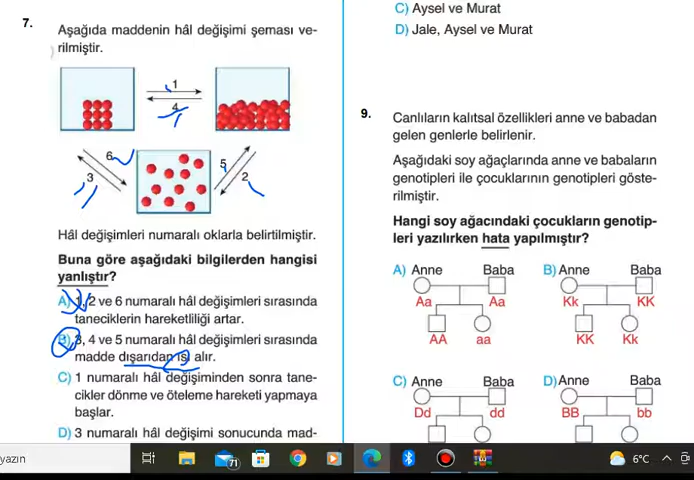 7.
Aşağıda maddenin hâl değişimi şeması ve-
rilmiştir.
1
4
6
3
5
2
Hâl değişimleri numaralı oklarla belirtilmiştir.
Buna göre aşağıdaki bilgilerden hangisi
yanlıştır?
A) 1, 2 ve 6 numaralı hâl değişimleri sırasında
taneciklerin hareketliliği artar.
B) 3, 4 ve 5 numaralı hâl değişimleri sırasında
madde dışarıdan ısı alır.
C) 1 numaralı hâl değişiminden sonra tane-
cikler dönme ve öteleme hareketi yapmaya
başlar.
D) 3 numaralı hâl değişimi sonucunda mad-
C) Aysel ve Murat
D) Jale, Aysel ve Murat
9.
Canlıların kalıtsal özellikleri anne ve babadan
gelen genlerle belirlenir.
Aşağıdaki soy ağaçlarında anne ve babaların
genotipleri ile çocuklarının genotipleri göste-
rilmiştir.
Hangi soy ağacındaki çocukların genotip-
leri yazılırken hata yapılmıştır?
A) Anne Baba
Aa Aa
AA aa
B) Anne Baba
Kk KK
KK Kk
C) Anne Baba
Dd dd
D) Anne Baba
BB bb
yazın
71
6°C